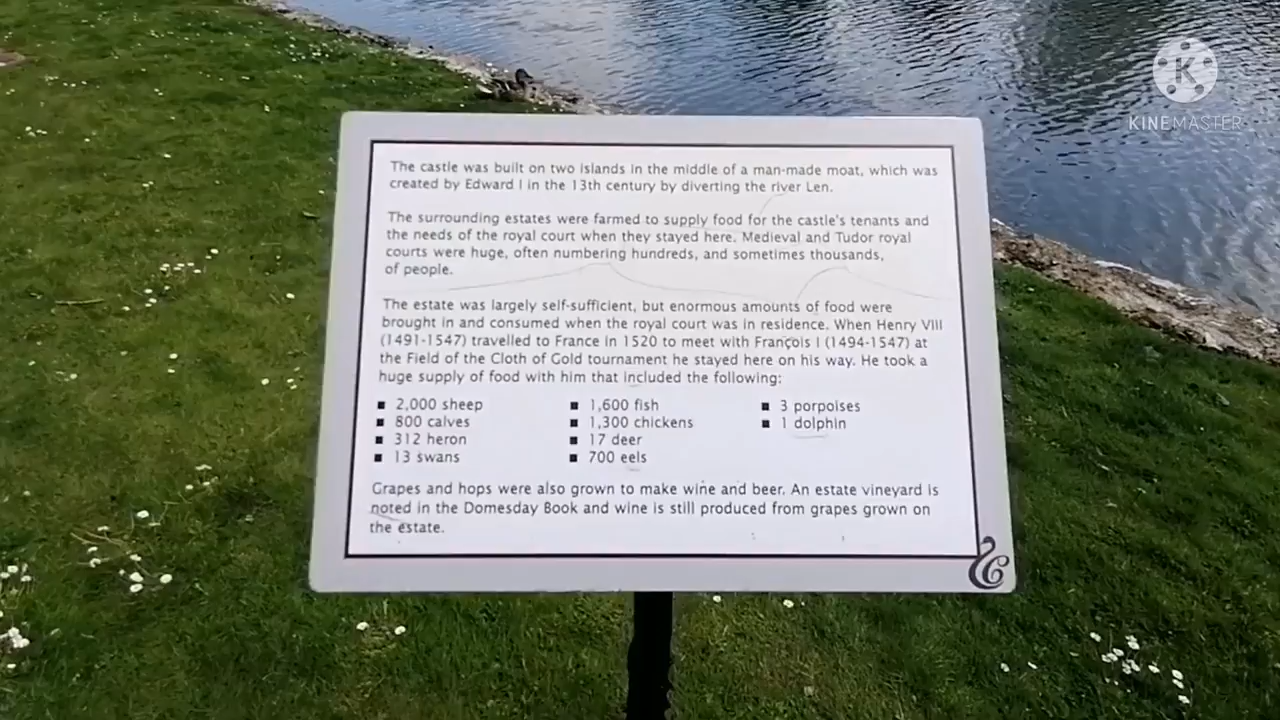 The castle was built on two islands in the middle of a man-made moat, which was
created by Edward I in the 13th century by diverting the river Len.
The surrounding estates were farmed to supply food for the castle's tenants and
the needs of the royal court when they stayed here. Medieval and Tudor royal
courts were huge, often numbering hundreds, and sometimes thousands,
of people.
The estate was largely self-sufficient, but enormous amounts of food were
brought in and consumed when the royal court was in residence. When Henry VIII
(1491-1547) travelled to France in 1520 to meet with François I (1494-1547) at
the Field of the Cloth of Gold tournament he stayed here on his way. He took a
huge supply of food with him that included the following:
■ 2,000 sheep
■ 800 calves
■ 312 heron
■ 13 swans
■ 1,600 fish
■ 1,300 chickens
■ 17 deer
■ 700 eels
■ 3 porpoises
■ 1 dolphin
Grapes and hops were also grown to make wine and beer. An estate vineyard is
noted in the Domesday Book and wine is still produced from grapes grown on
the estate.
K
KINEMASTER